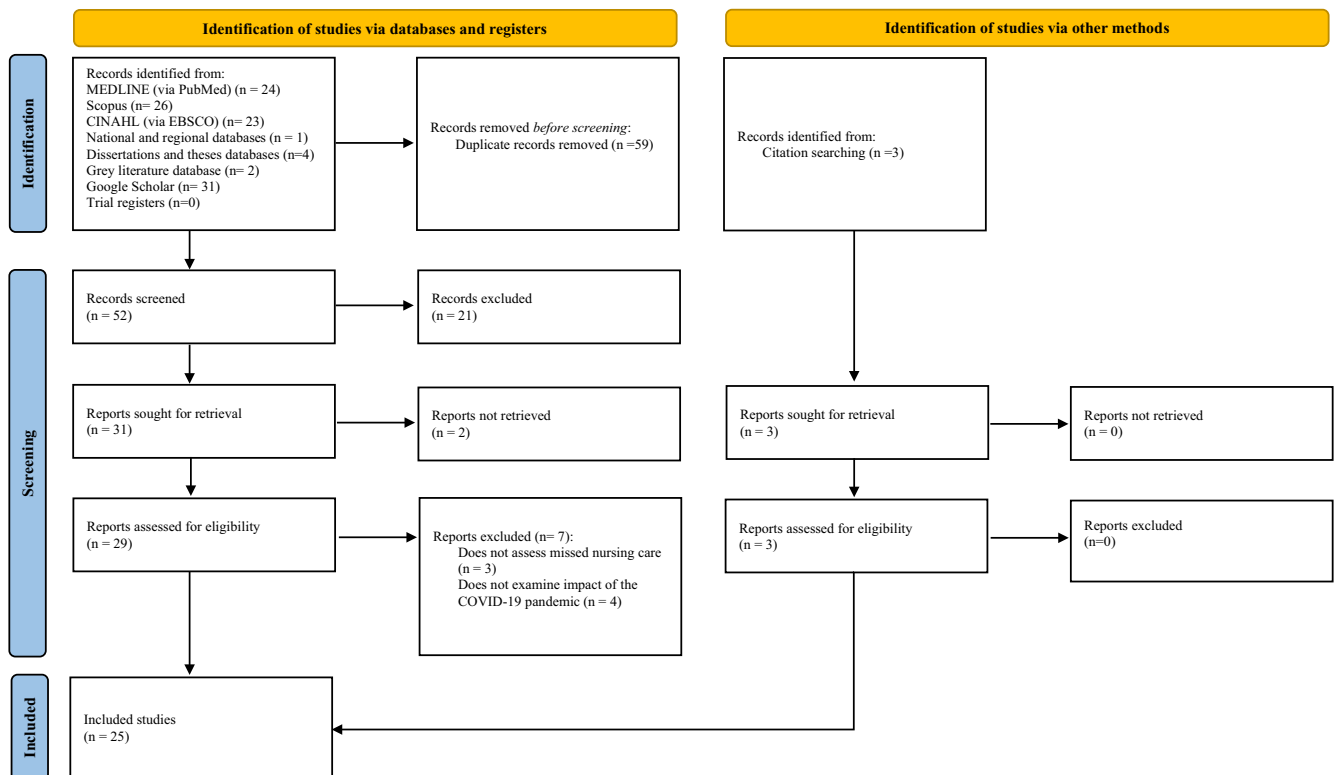 Identification of studies via databases and registers
Identification of studies via other methods
Identification
Records identified from:
MEDLINE (via PubMed) (n = 24)
Scopus (n= 26)
CINAHL (via EBSCO) (n= 23)
National and regional databases (n = 1)
Dissertations and theses databases (n=4)
Grey literature database (n= 2)
Google Scholar (n= 31)
Trial registers (n=0)
Records removed before screening:
Duplicate records removed (n =59)
Records identified from:
Citation searching (n =3)
Screening
Records screened
(n = 52)
Records excluded
(n = 21)
Reports sought for retrieval
(n = 31)
Reports not retrieved
(n = 2)
Reports sought for retrieval
(n = 3)
Reports not retrieved
(n = 0)
Reports assessed for eligibility
(n = 29)
Reports excluded (n= 7):
Does not assess missed nursing care
(n = 3)
Does not examine impact of the
COVID-19 pandemic (n = 4)
Reports assessed for eligibility
(n = 3)
Reports excluded
(n=0)
Included
Included studies
(n = 25)